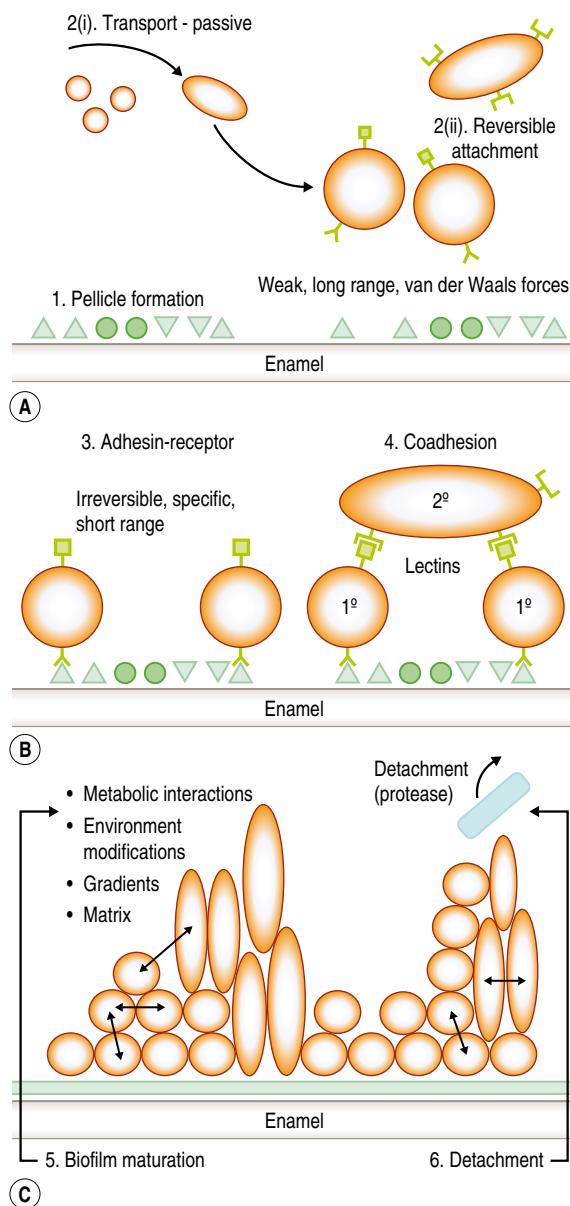 2(i). Transport - passive
2(ii). Reversible
attachment
Weak, long range, van der Waals forces
1. Pellicle formation
Enamel
A
3. Adhesin-receptor
4. Coadhesion
Irreversible, specific,
short range
2º
Lectins
1º
1º
Enamel
B
Detachment
(protease)
• Metabolic interactions
• Environment
modifications
• Gradients
• Matrix
Enamel
5. Biofilm maturation
6. Detachment
C